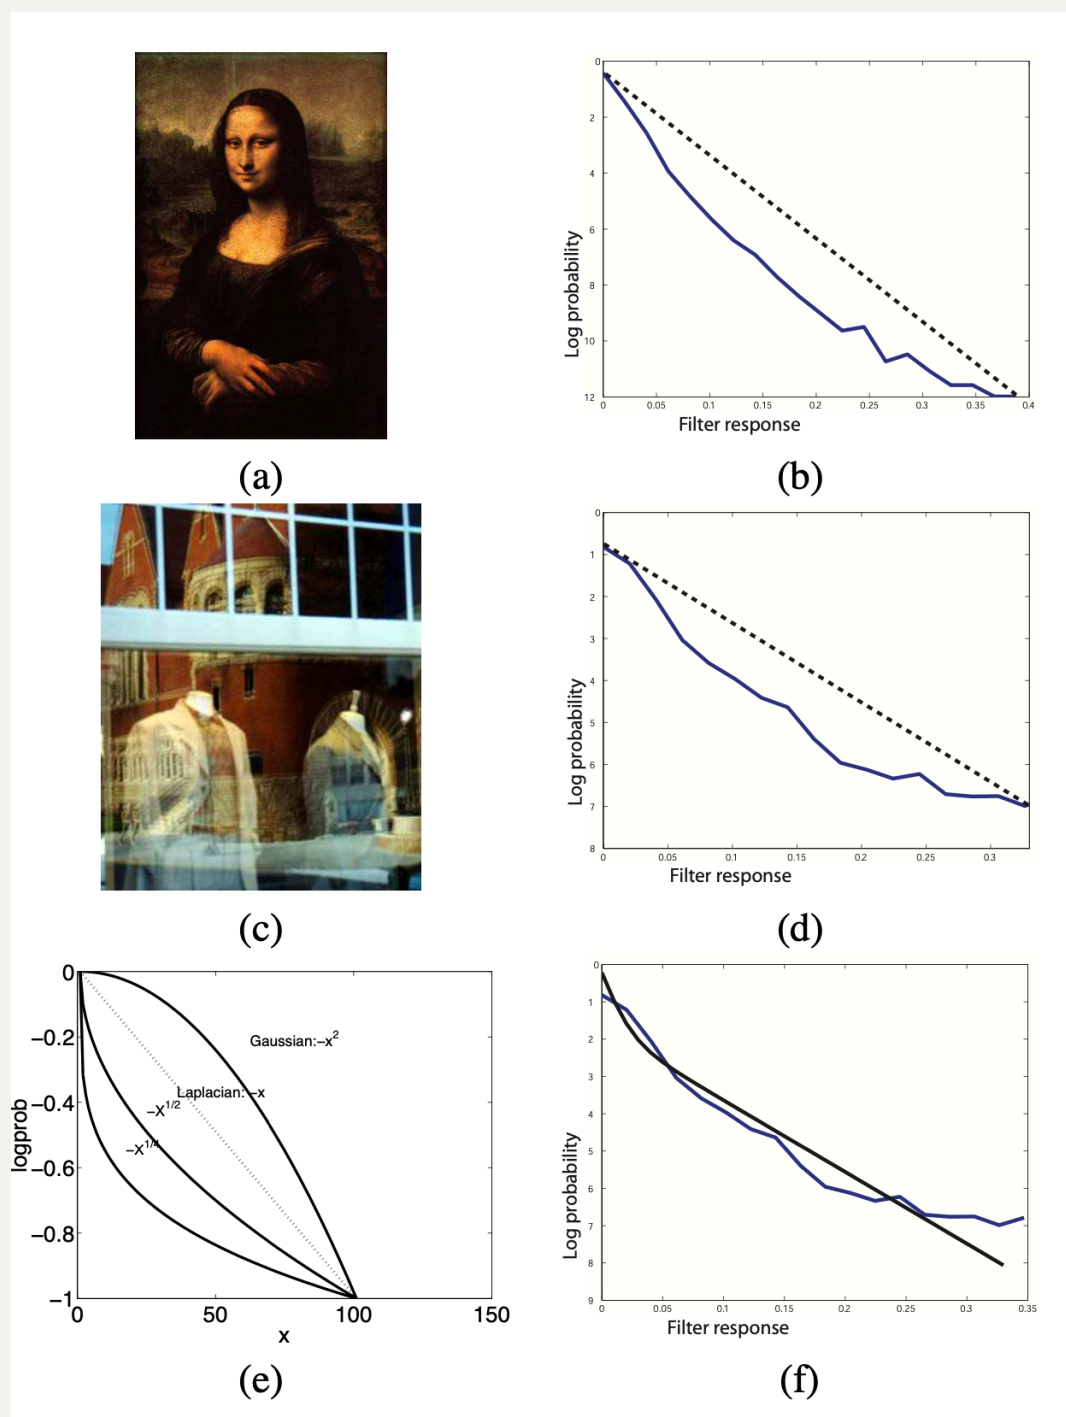 0
2
4
6
8
10
12
Log probability
0 0.05 0.1 0.15 0.2 0.25 0.3 0.35 0.4
Filter response
(a)
(b)
0
1
2
3
4
5
6
7
8
Log probability
0 0.05 0.1 0.15 0.2 0.25 0.3
Filter response
(c)
(d)
0
−0.2
−0.4
−0.6
−0.8
−1
logprob
Gaussian:-x²
Laplacian: -x
-X^1/2
-X^1/4
0 50 100 150
x
0
1
2
3
4
5
6
7
8
9
Log probability
0 0.05 0.1 0.15 0.2 0.25 0.3 0.35
Filter response
(e)
(f)